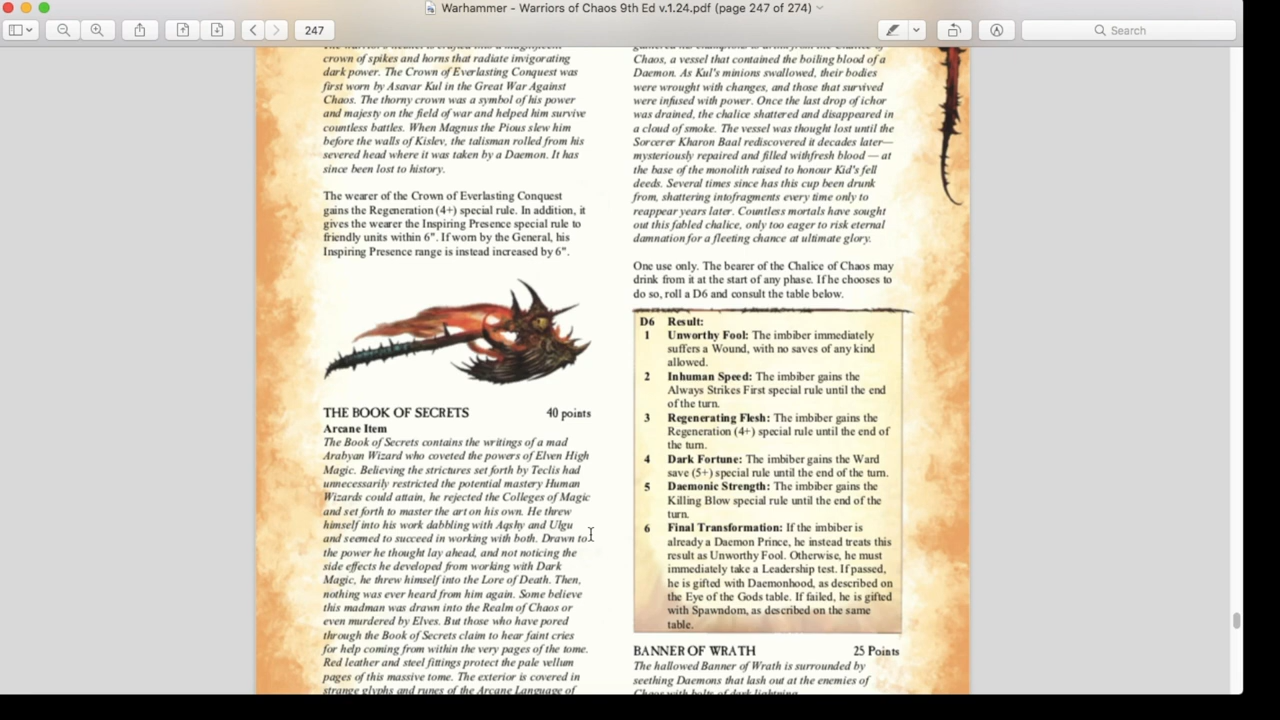 Warhammer - Warriors of Chaos 9th Ed v.1.24.pdf (page 247 of 274)
247
Search
crown of spikes and horns that radiate invigorating
dark power. The Crown of Everlasting Conquest was
first worn by Asavar Kul in the Great War Against
Chaos. The thorny crown was a symbol of his power
and majesty on the field of war and helped him survive
countless battles. When Magnus the Pious slew him
before the walls of Kislev, the talisman rolled from his
severed head where it was taken by a Daemon. It has
since been lost to history.
The wearer of the Crown of Everlasting Conquest
gains the Regeneration (4+) special rule. In addition, it
gives the wearer the Inspiring Presence special rule to
friendly units within 6". If worn by the General, his
Inspiring Presence range is instead increased by 6".
THE BOOK OF SECRETS 40 points
Arcane Item
The Book of Secrets contains the writings of a mad
Arabyan Wizard who coveted the powers of Elven High
Magic. Believing the strictures set forth by Teclis had
unnecessarily restricted the potential mastery Human
Wizards could attain, he rejected the Colleges of Magic
and set forth to master the art on his own. He threw
himself into his work dabbling with Aqshy and Ulgu
and seemed to succeed in working with both. Drawn to
the power he thought lay ahead, and not noticing the
side effects he developed from working with Dark
Magic, he threw himself into the Lore of Death. Then,
nothing was ever heard from him again. Some believe
this madman was drawn into the Realm of Chaos or
even murdered by Elves. But those who have pored
through the Book of Secrets claim to hear faint cries
for help coming from within the very pages of the tome.
Red leather and steel fittings protect the pale vellum
pages of this massive tome. The exterior is covered in
strange glyphs and runes of the Arcane Language of
Chaos, a vessel that contained the boiling blood of a
Daemon. As Kul's minions swallowed, their bodies
were wrought with changes, and those that survived
were infused with power. Once the last drop of ichor
was drained, the chalice shattered and disappeared in
a cloud of smoke. The vessel was thought lost until the
Sorcerer Kharon Baal rediscovered it decades later—
mysteriously repaired and filled withfresh blood — at
the base of the monolith raised to honour Kid's fell
deeds. Several times since has this cup been drunk
from, shattering intofragments every time only to
reappear years later. Countless mortals have sought
out this fabled chalice, only too eager to risk eternal
damnation for a fleeting chance at ultimate glory.
One use only. The bearer of the Chalice of Chaos may
drink from it at the start of any phase. If he chooses to
do so, roll a D6 and consult the table below.
D6 Result:
1 Unworthy Fool: The imbiber immediately
suffers a Wound, with no saves of any kind
allowed.
2 Inhuman Speed: The imbiber gains the
Always Strikes First special rule until the end
of the turn.
3 Regenerating Flesh: The imbiber gains the
Regeneration (4+) special rule until the end of
the turn.
4 Dark Fortune: The imbiber gains the Ward
save (5+) special rule until the end of the turn.
5 Daemonic Strength: The imbiber gains the
Killing Blow special rule until the end of the
turn.
6 Final Transformation: If the imbiber is
already a Daemon Prince, he instead treats this
result as Unworthy Fool. Otherwise, he must
immediately take a Leadership test. If passed,
he is gifted with Daemonhood, as described on
the Eye of the Gods table. If failed, he is gifted
with Spawndom, as described on the same
table.
BANNER OF WRATH 25 Points
The hallowed Banner of Wrath is surrounded by
seething Daemons that lash out at the enemies of
Chaos with bolts of dark lightning.